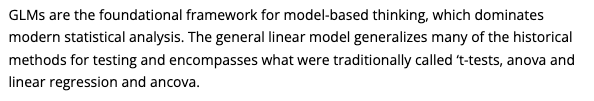 GLMs are the foundational framework for model-based thinking, which dominates
modern statistical analysis. The general linear model generalizes many of the historical
methods for testing and encompasses what were traditionally called ‘t-tests, anova and
linear regression and ancova.